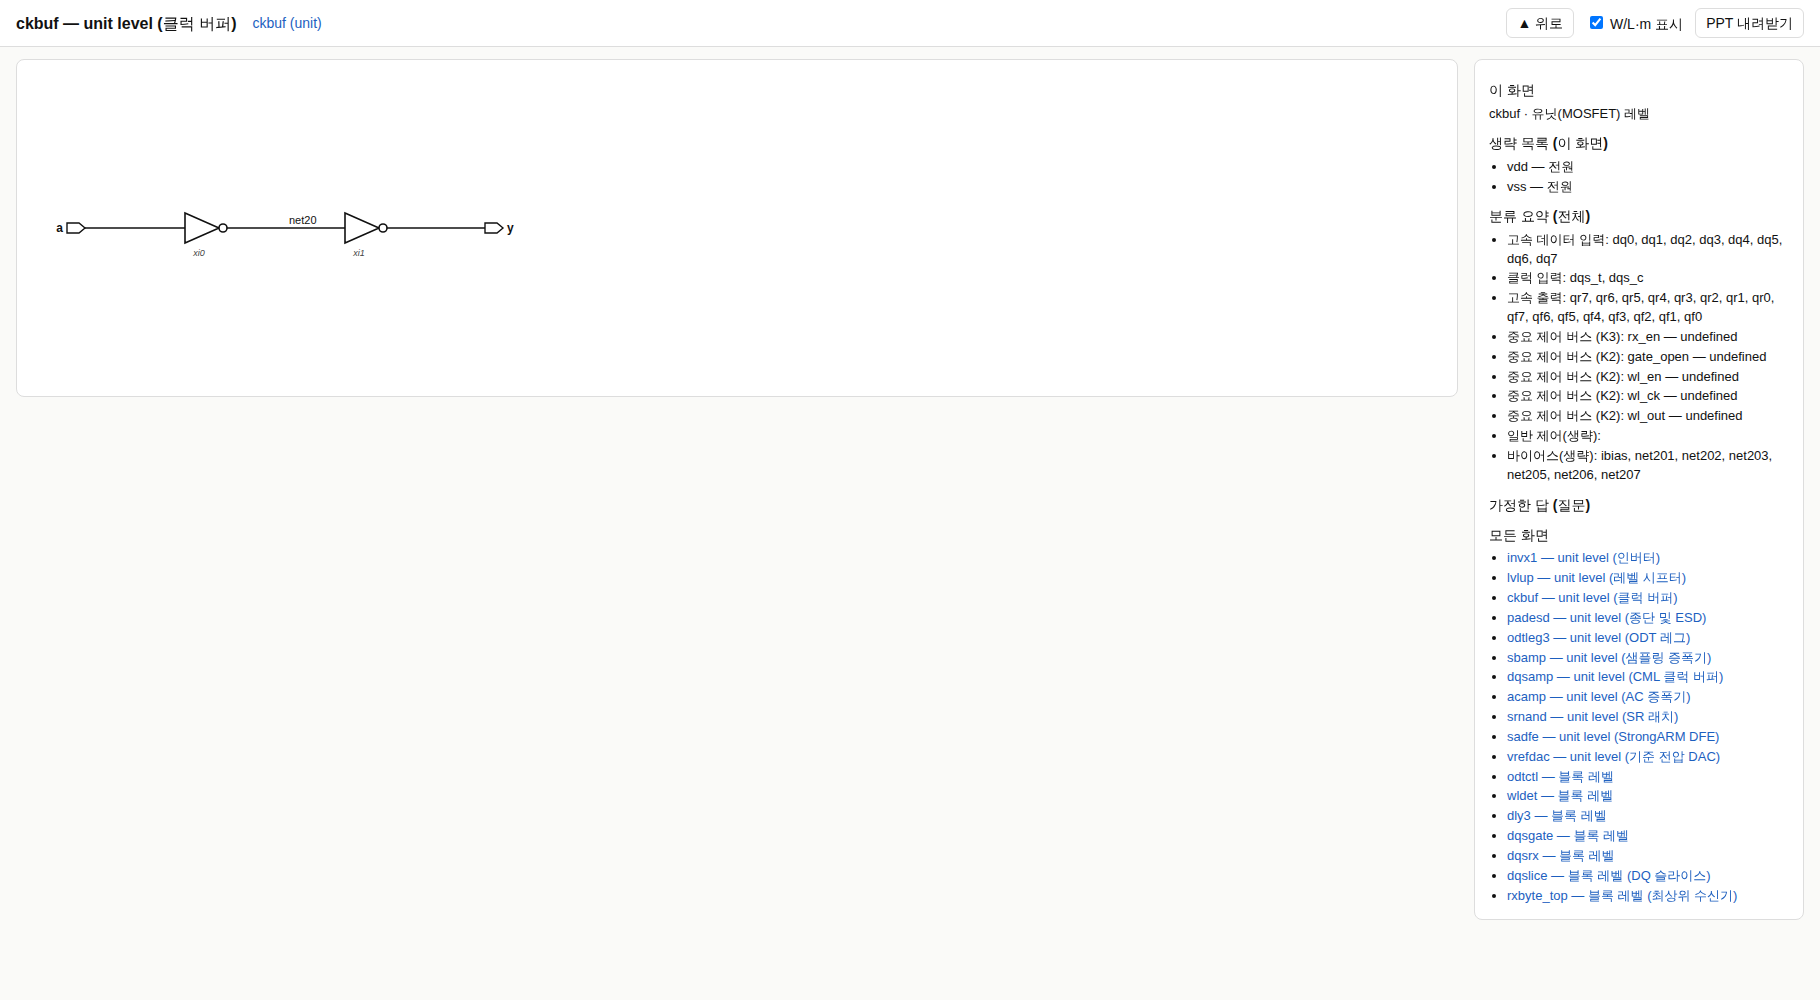 ckbuf — unit level (클럭 버퍼) ckbuf (unit) ▲ 위로 W/L·m 표시 PPT 내려받기
a net20 y
xi0 xi1
이 화면
ckbuf · 유닛(MOSFET) 레벨
생략 목록 (이 화면)
vdd — 전원
vss — 전원
분류 요약 (전체)
고속 데이터 입력: dq0, dq1, dq2, dq3, dq4, dq5,
dq6, dq7
클럭 입력: dqs_t, dqs_c
고속 출력: qr7, qr6, qr5, qr4, qr3, qr2, qr1, qr0,
qf7, qf6, qf5, qf4, qf3, qf2, qf1, qf0
중요 제어 버스 (K3): rx_en — undefined
중요 제어 버스 (K2): gate_open — undefined
중요 제어 버스 (K2): wl_en — undefined
중요 제어 버스 (K2): wl_ck — undefined
중요 제어 버스 (K2): wl_out — undefined
일반 제어(생략):
바이어스(생략): ibias, net201, net202, net203,
net205, net206, net207
가정한 답 (질문)
모든 화면
invx1 — unit level (인버터)
lvlup — unit level (레벨 시프터)
ckbuf — unit level (클럭 버퍼)
padesd — unit level (종단 및 ESD)
odtleg3 — unit level (ODT 레그)
sbamp — unit level (샘플링 증폭기)
dqsamp — unit level (CML 클럭 버퍼)
acamp — unit level (AC 증폭기)
srnand — unit level (SR 래치)
sadfe — unit level (StrongARM DFE)
vrefdac — unit level (기준 전압 DAC)
odtctl — 블록 레벨
wldet — 블록 레벨
dly3 — 블록 레벨
dqsgate — 블록 레벨
dqsrx — 블록 레벨
dqslice — 블록 레벨 (DQ 슬라이스)
rxbyte_top — 블록 레벨 (최상위 수신기)